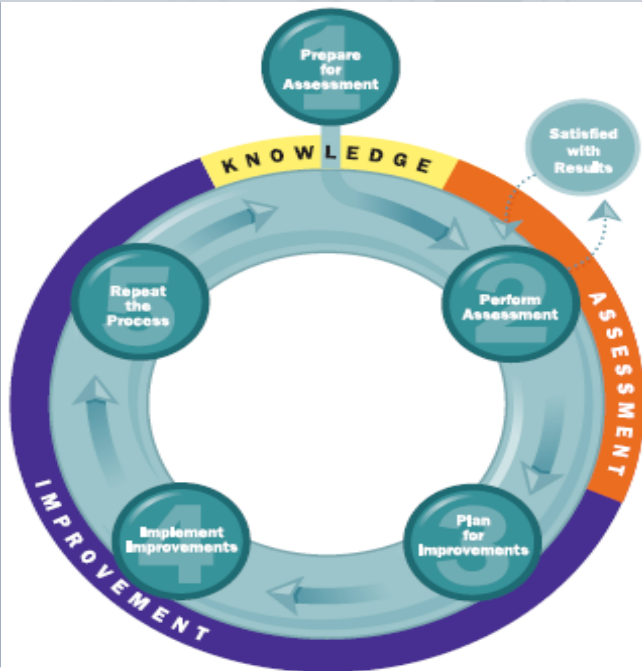 1
Prepare
for
Assessment
KNOWLEDGE
Satisfied
with
Results
2
Perform
Assessment
ASSESSMENT
3
Plan
for
Improvements
4
Implement
Improvements
5
Repeat
the
Process
IMPROVEMENT